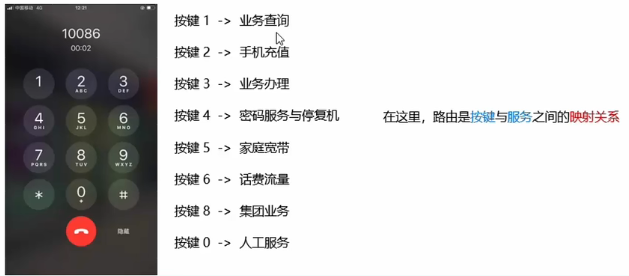 中国移动 4G 12:31
10086
00:02
1
2 ABC
3 DEF
4 GHI
5 JKL
6 MNO
7 PQRS
8 TUV
9 WXYZ
*
0 +
#
隐藏
按键 1 -> 业务查询
按键 2 -> 手机充值
按键 3 -> 业务办理
按键 4 -> 密码服务与停复机
按键 5 -> 家庭宽带
按键 6 -> 话费流量
按键 8 -> 集团业务
按键 0 -> 人工服务
在这里，路由是按键与服务之间的映射关系